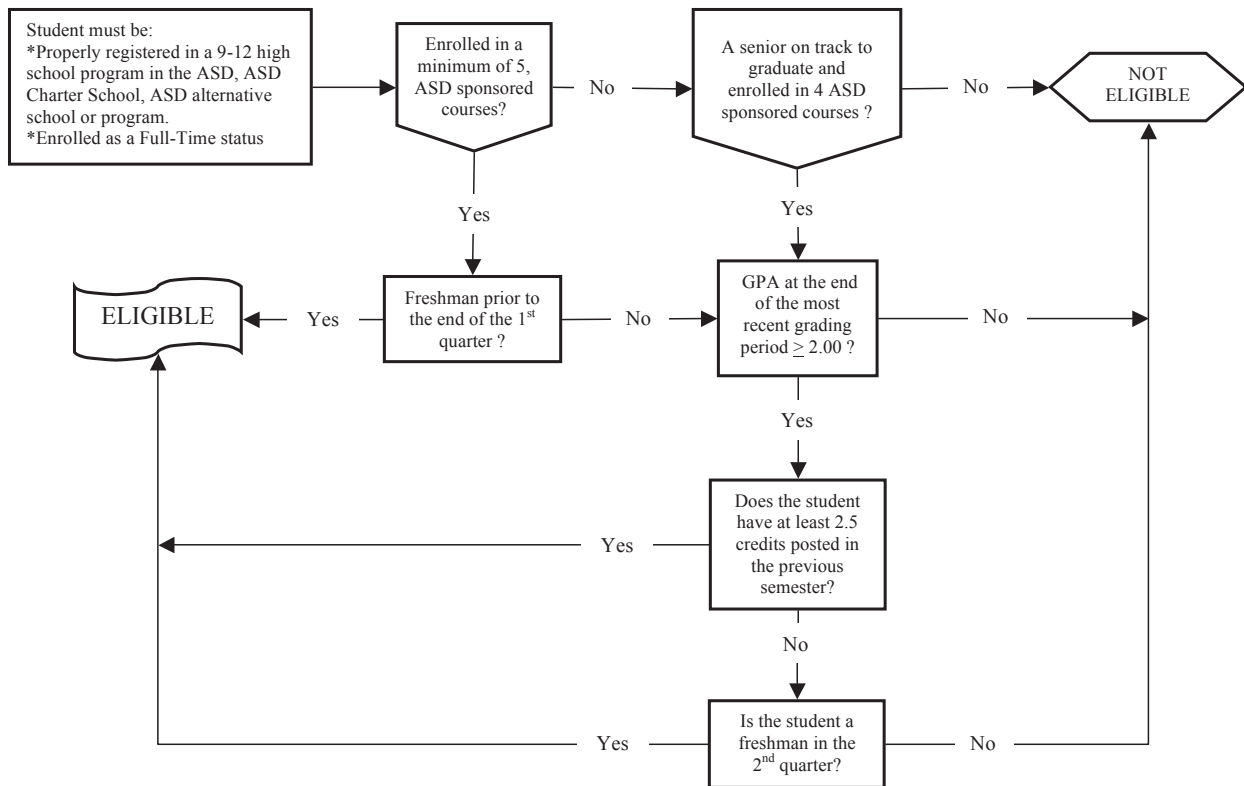 Student must be:
*Properly registered in a 9-12 high
school program in the ASD, ASD
Charter School, ASD alternative
school or program.
*Enrolled as a Full-Time status
Enrolled in a
minimum of 5,
ASD sponsored
courses?
No
A senior on track to
graduate and
enrolled in 4 ASD
sponsored courses ?
No
NOT
ELIGIBLE
Yes
Yes
ELIGIBLE
Yes
Freshman prior to
the end of the 1st
quarter ?
No
GPA at the end
of the most
recent grading
period > 2.00 ?
No
Yes
Does the student
have at least 2.5
credits posted in
the previous
semester?
Yes
No
Is the student a
freshman in the
2nd quarter?
Yes
No